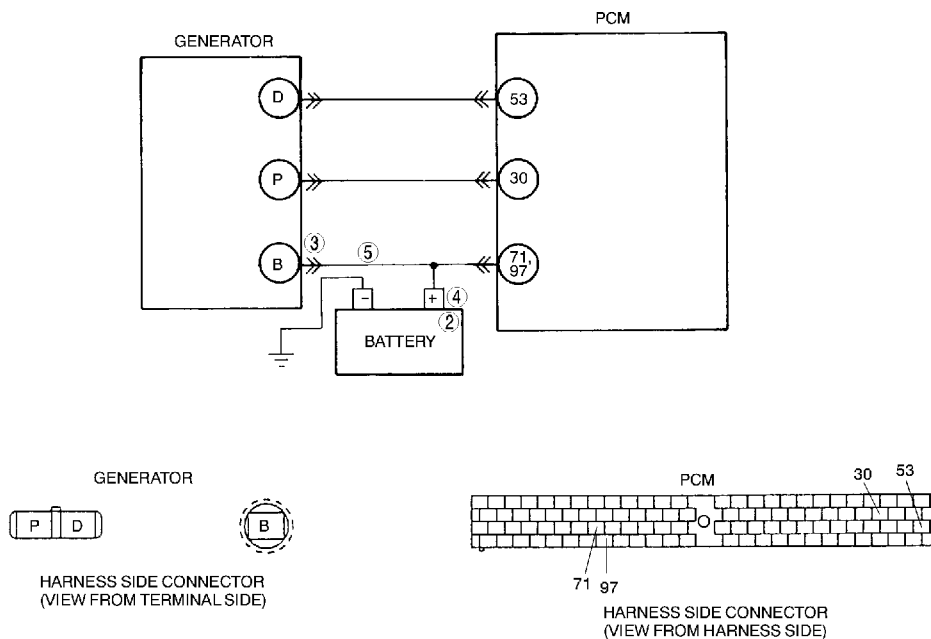 PCM
GENERATOR
D
53
P
30
B
3
5
71,
97
−
+
4
2
BATTERY
GENERATOR
PCM
30
53
P D
B
71 97
HARNESS SIDE CONNECTOR
(VIEW FROM TERMINAL SIDE)
HARNESS SIDE CONNECTOR
(VIEW FROM HARNESS SIDE)